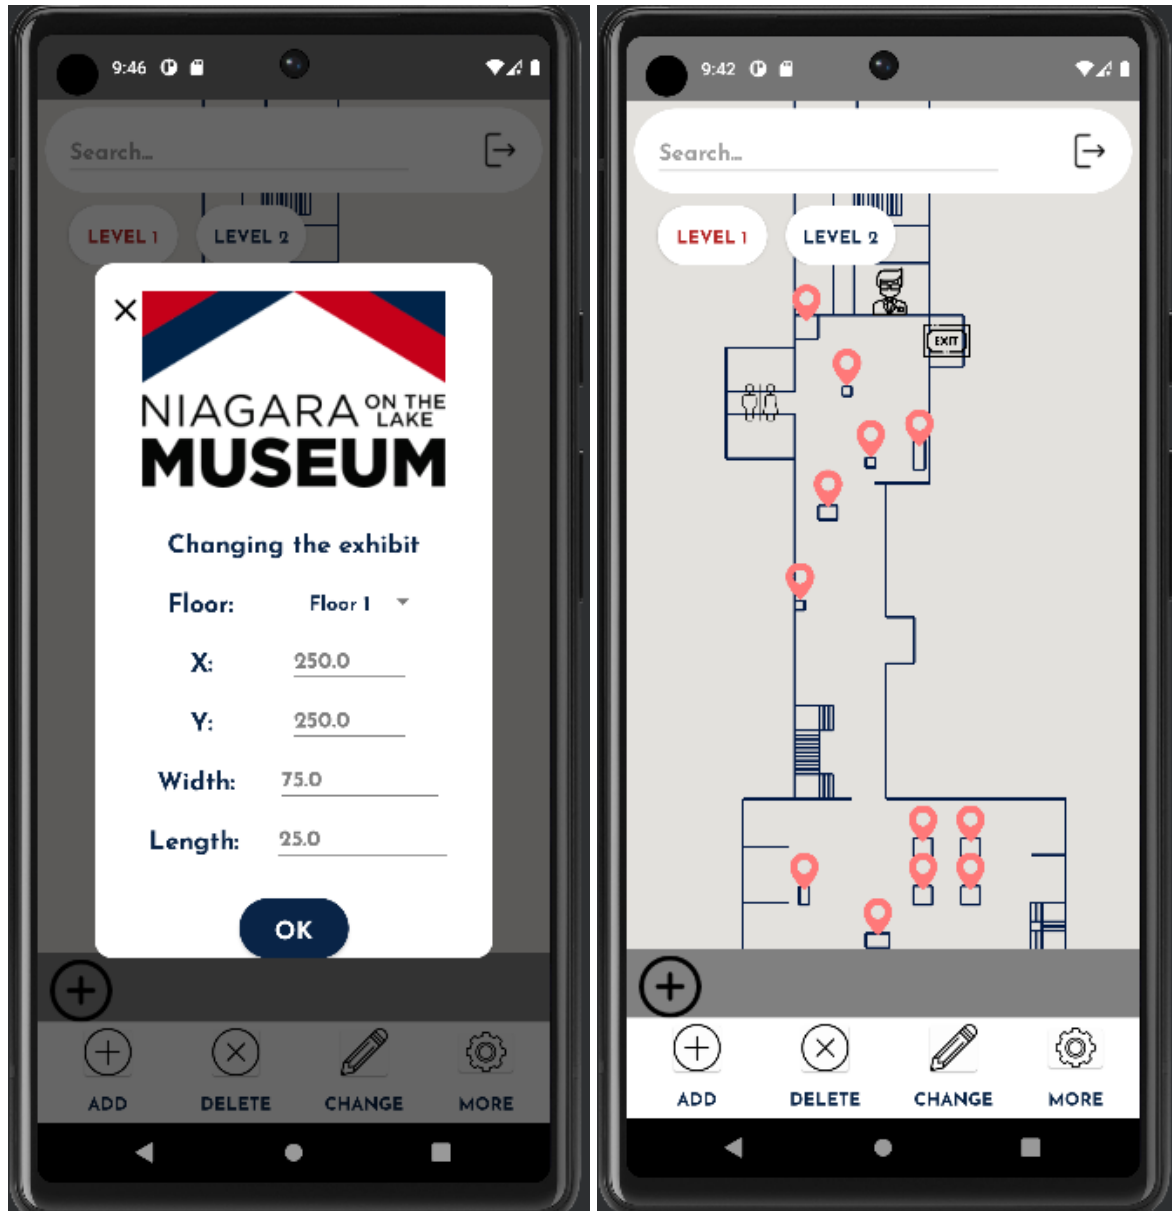 9:46
Search...
LEVEL 1 LEVEL 2
NIAGARA ON THE LAKE
MUSEUM
Changing the exhibit
Floor: Floor 1
X: 250.0
Y: 250.0
Width: 75.0
Length: 25.0
OK
ADD DELETE CHANGE MORE
9:42
Search...
LEVEL 1 LEVEL 2
EXIT
ADD DELETE CHANGE MORE